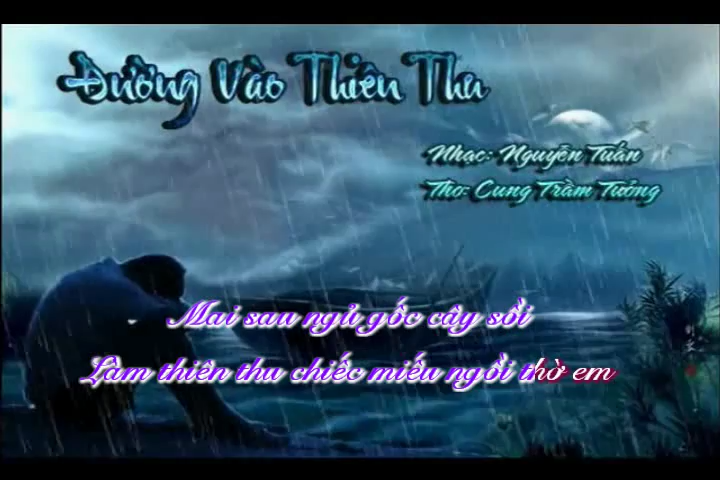 Đường Vào Thiên Thu
Nhạc: Nguyễn Tuấn
Thơ: Cung Trầm Tưởng
Mai sau ngủ gốc cây sồi
Làm thiên thu chiếc miếu ngồi thờ em